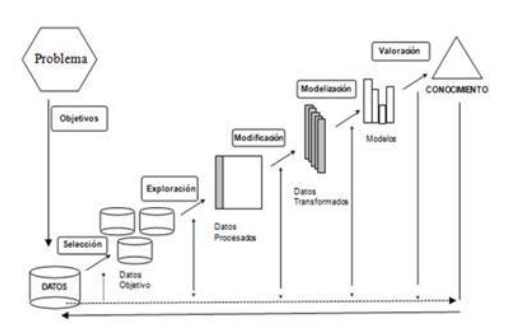 Problema
Objetivos
Valoración
CONOCIMIENTO
Modelización
Modelos
Modificación
Datos
Transformados
Exploración
Datos
Procesados
Selección
Datos
Objetivo
DATOS